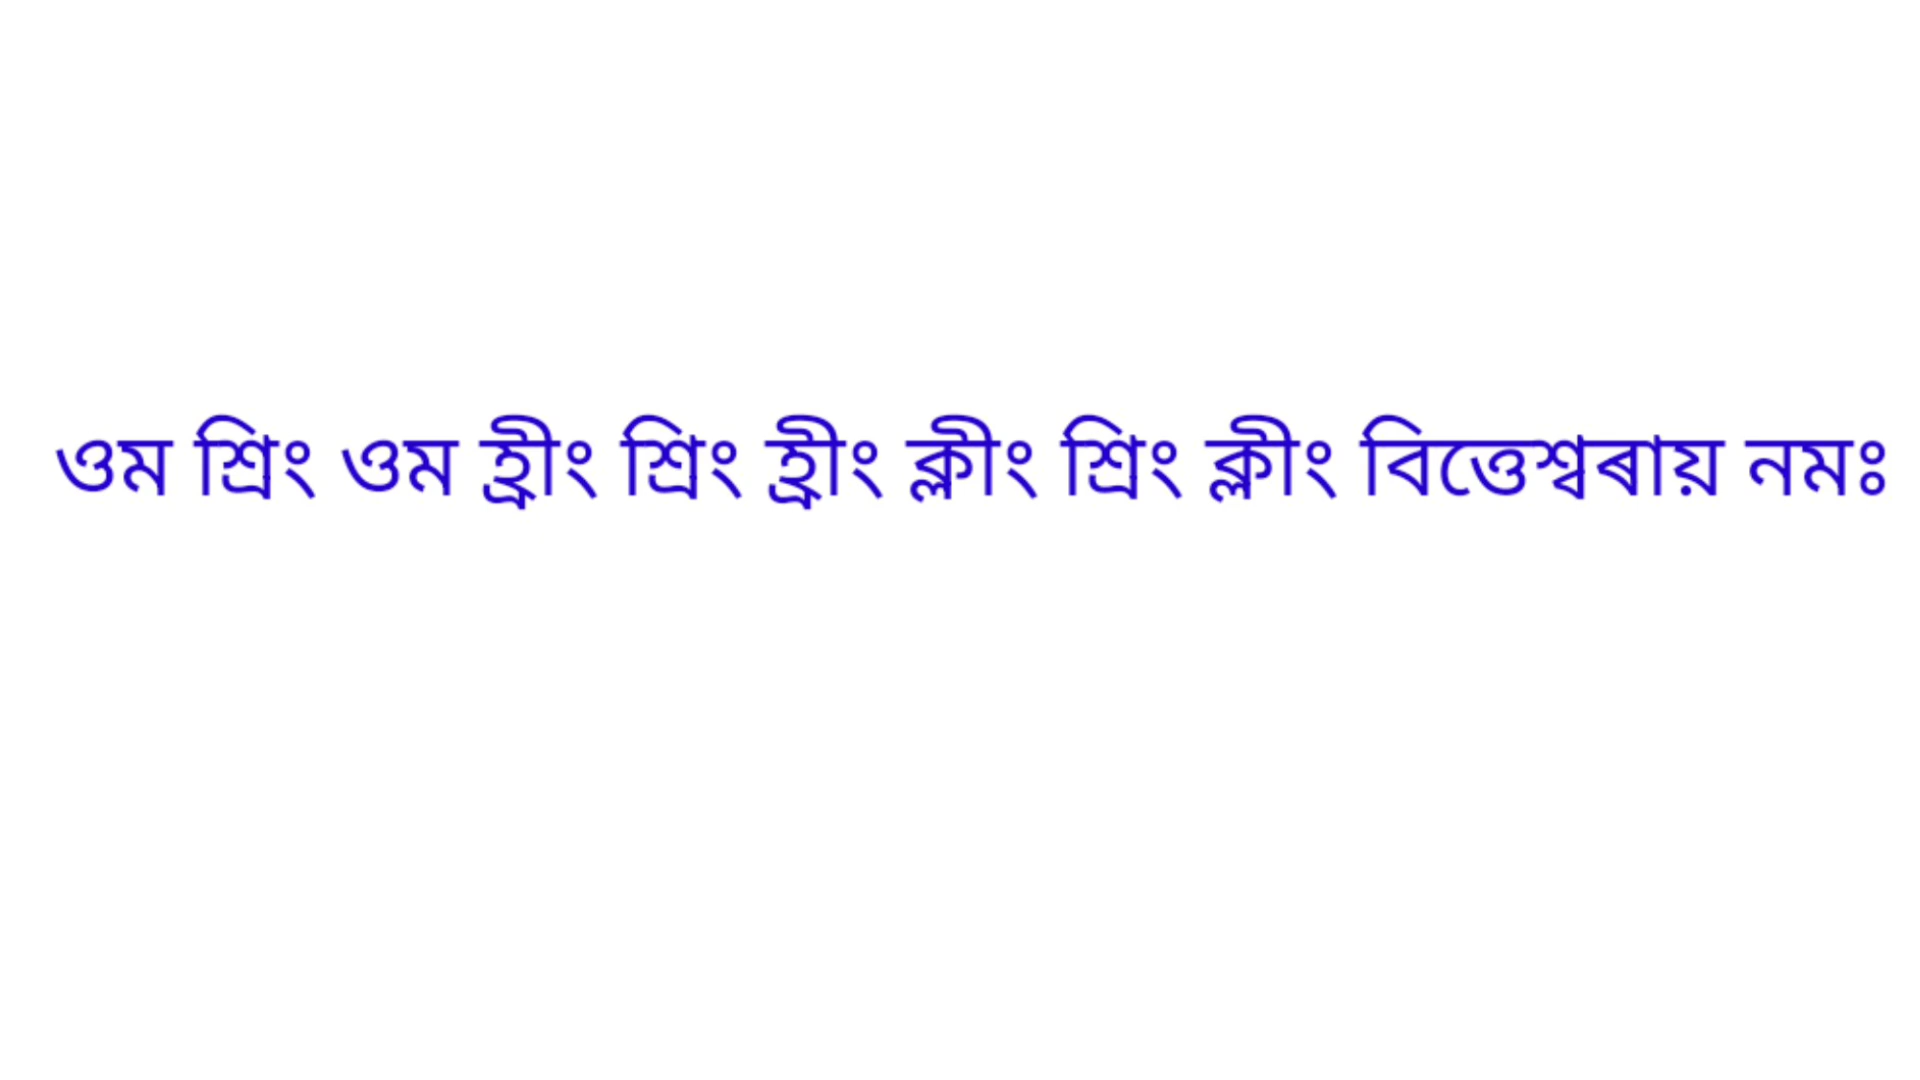 ওম শ্রিং ওম হ্রীং শ্রিং হ্রীং ক্লীং শ্রিং ক্লীং বিত্তেশ্বৰায় নমঃ